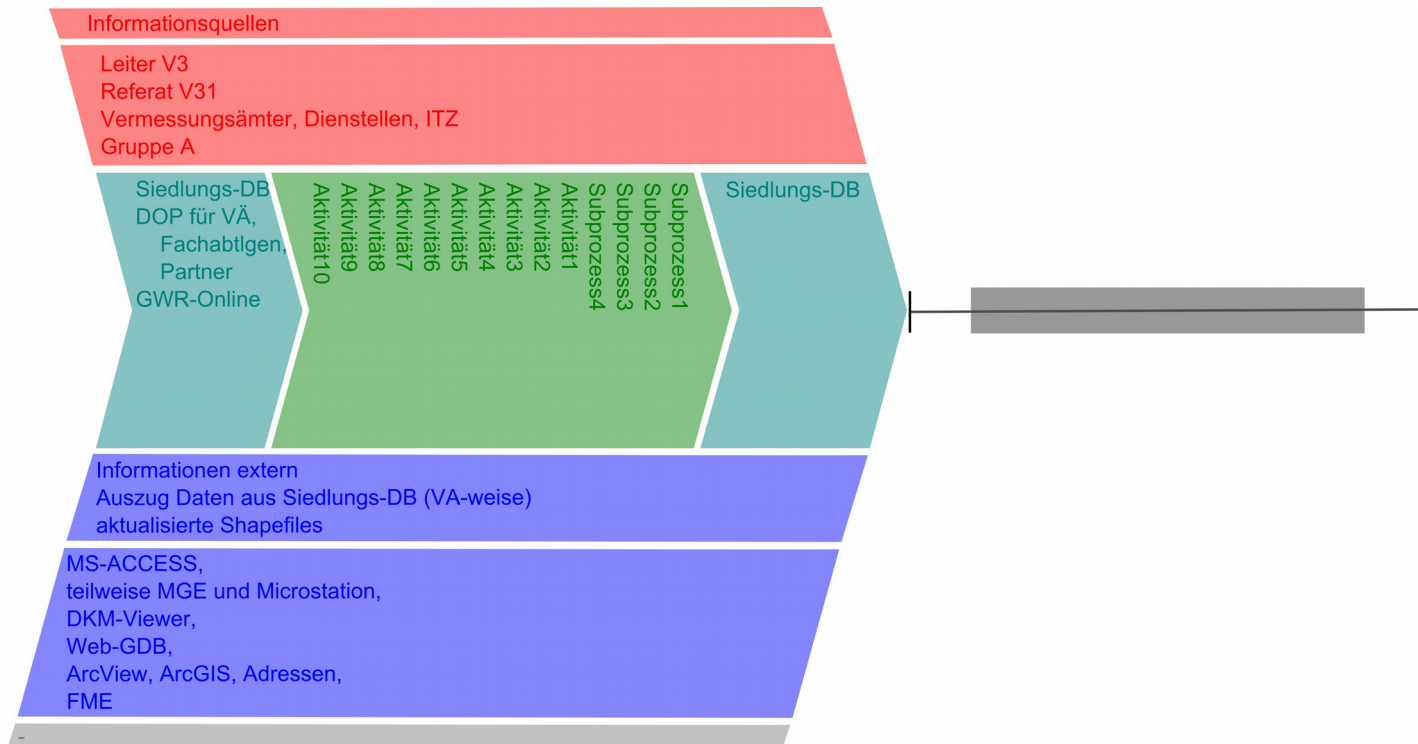 Informationsquellen
Leiter V3
Referat V31
Vermessungsämter, Dienstellen, ITZ
Gruppe A
Siedlungs-DB
DOP für VÄ,
Fachabtlgen,
Partner
GWR-Online
Subprozess1
Subprozess2
Subprozess3
Subprozess4
Aktivität1
Aktivität2
Aktivität3
Aktivität4
Aktivität5
Aktivität6
Aktivität7
Aktivität8
Aktivität9
Aktivität10
Siedlungs-DB
Informationen extern
Auszug Daten aus Siedlungs-DB (VA-weise)
aktualisierte Shapefiles
MS-ACCESS,
teilweise MGE und Microstation,
DKM-Viewer,
Web-GDB,
ArcView, ArcGIS, Adressen,
FME
-